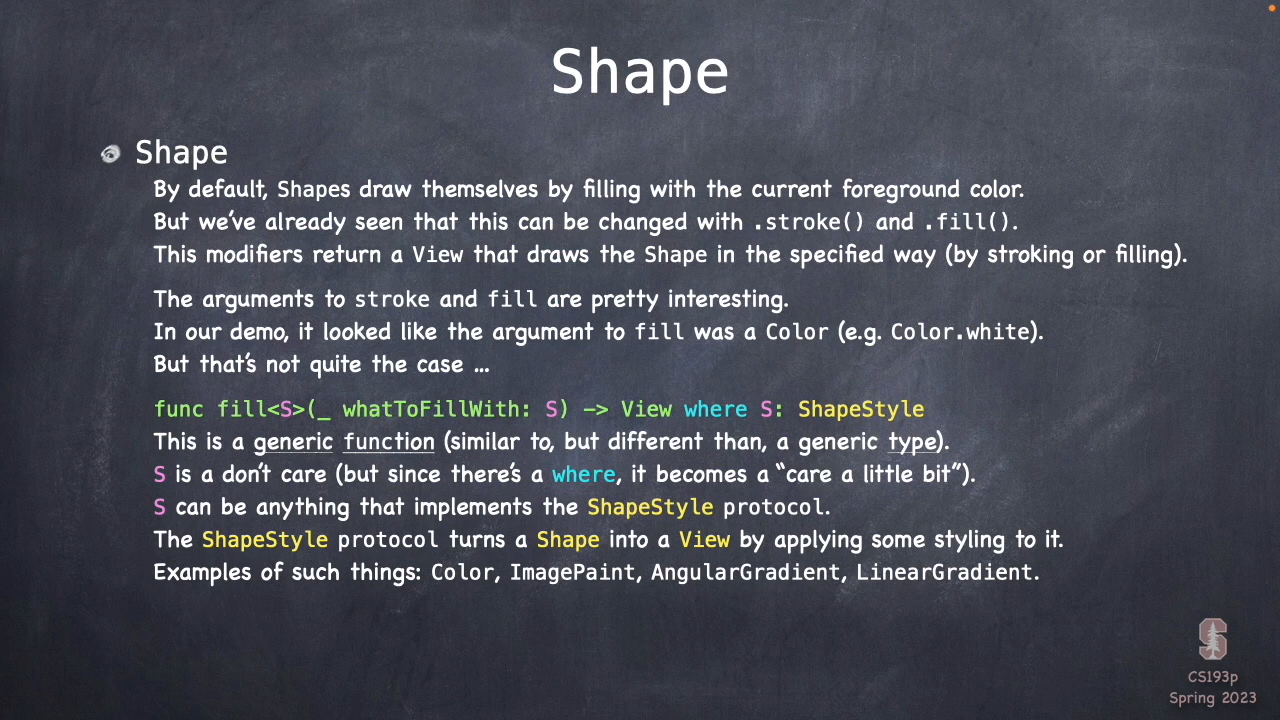 Shape
Shape
By default, Shapes draw themselves by filling with the current foreground color.
But we've already seen that this can be changed with .stroke() and .fill().
This modifiers return a View that draws the Shape in the specified way (by stroking or filling).
The arguments to stroke and fill are pretty interesting.
In our demo, it looked like the argument to fill was a Color (e.g. Color.white).
But that's not quite the case ...
func fill<S>(_ whatToFillWith: S) -> View where S: ShapeStyle
This is a generic function (similar to, but different than, a generic type).
S is a don't care (but since there's a where, it becomes a “care a little bit”).
S can be anything that implements the ShapeStyle protocol.
The ShapeStyle protocol turns a Shape into a View by applying some styling to it.
Examples of such things: Color, ImagePaint, AngularGradient, LinearGradient.
S
CS193p
Spring 2023